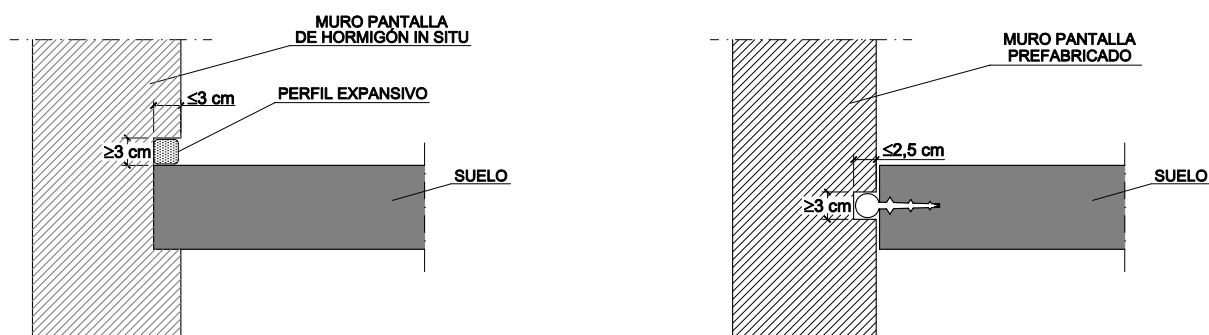 MURO PANTALLA
DE HORMIGÓN IN SITU
≤3 cm
PERFIL EXPANSIVO
≥3 cm
SUELO
MURO PANTALLA
PREFABRICADO
≤2,5 cm
≥3 cm
SUELO